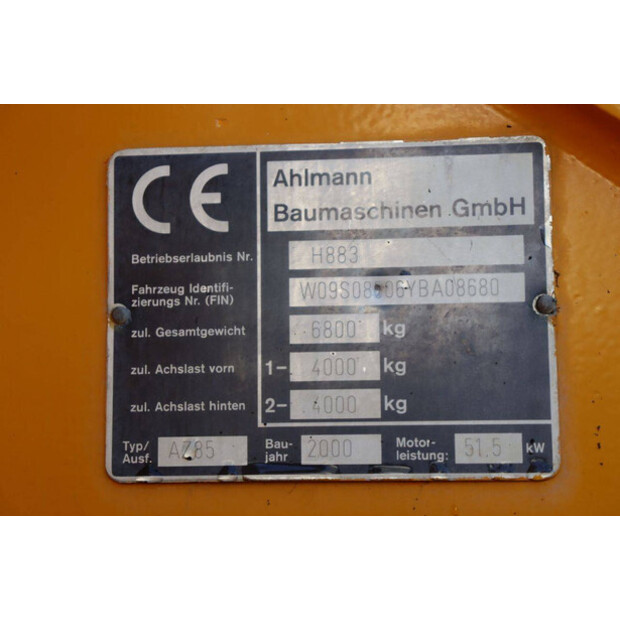 CE
Ahlmann
Baumaschinen GmbH
Betriebserlaubnis Nr. H883
Fahrzeug Identifi-
zierungs Nr. (FIN)
zul. Gesamtgewicht 6800 kg
zul. Achslast vorn 1- 4000 kg
zul. Achslast hinten 2- 4000 kg
Typ/
Ausf. AZ85
Bau-
jahr 2000
Motor-
leistung: 51,5 kW